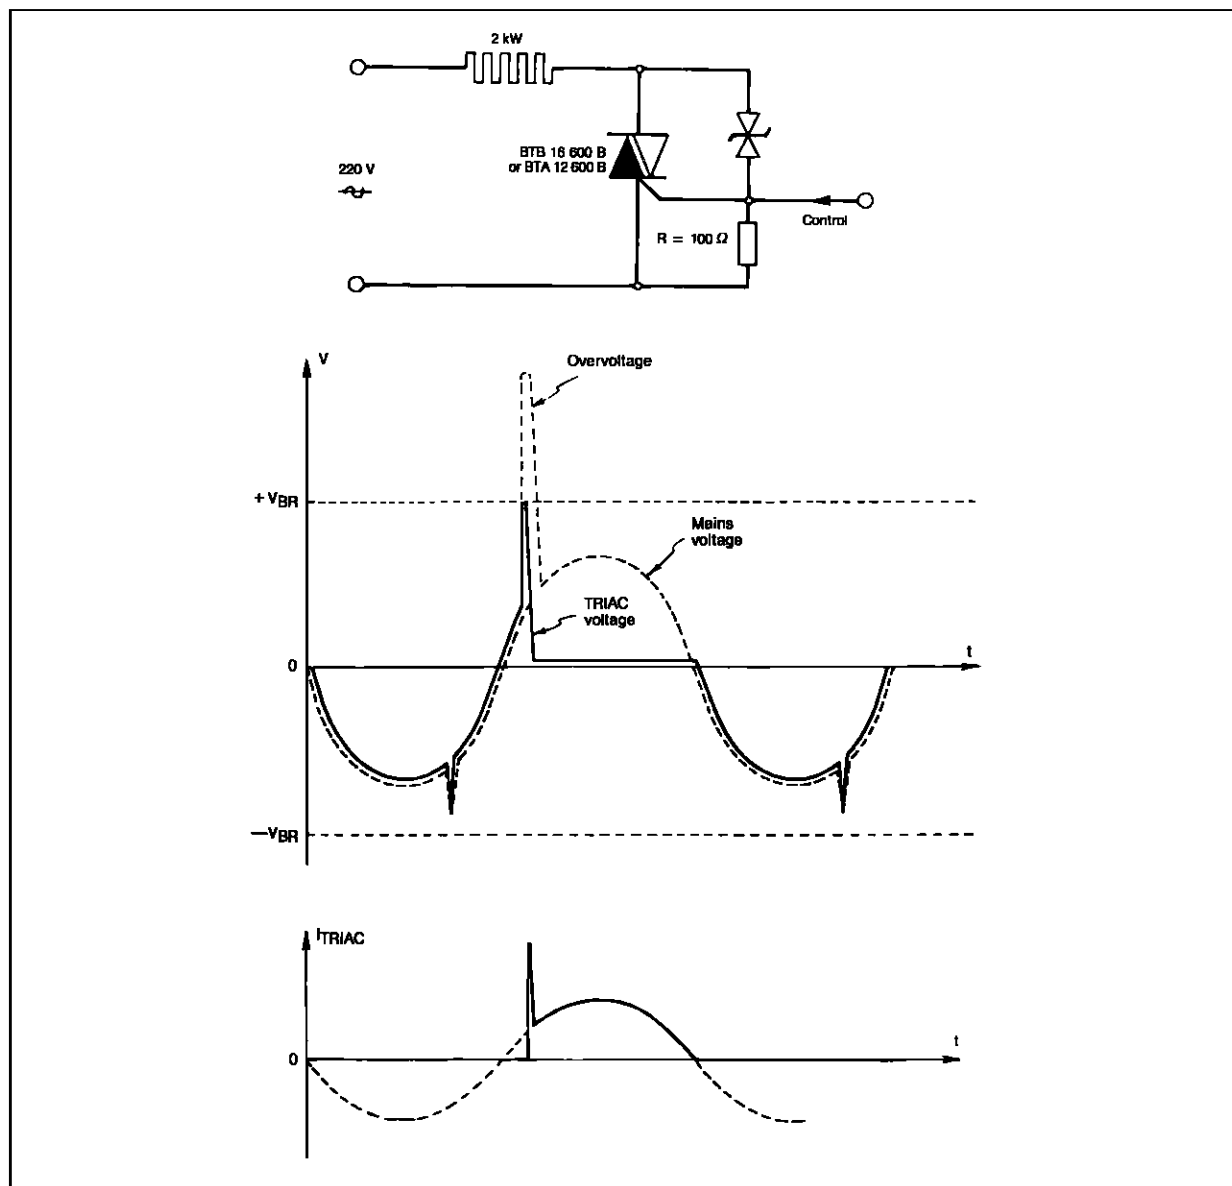 2 kW
BTB 16 600 B
or BTA 12 600 B
220 V
Control
R = 100 Ω
V
Overvoltage
+VBR
Mains
voltage
TRIAC
voltage
t
0
—VBR
ITRIAC
t
0